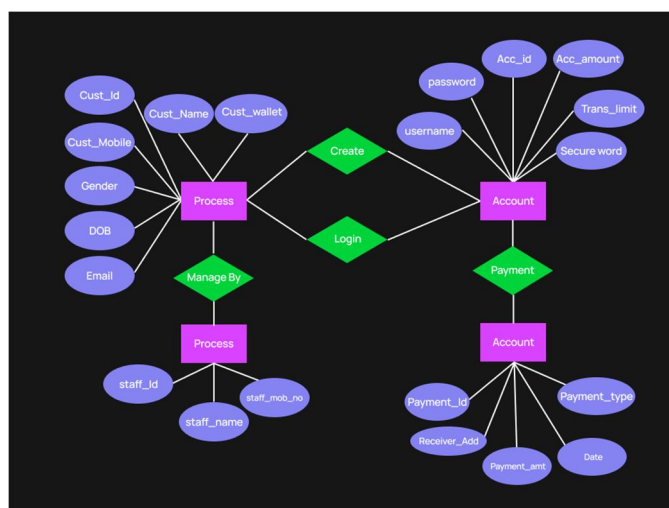 Acc_id
Acc_amount
password
Cust_Id
Trans_limit
Cust_Name
Cust_wallet
username
Cust_Mobile
Create
Secure word
Gender
Process
Account
DOB
Login
Email
Manage By
Payment
Process
Account
staff_Id
staff_mob_no
Payment_Id
Payment_type
staff_name
Receiver_Add
Payment_amt
Date